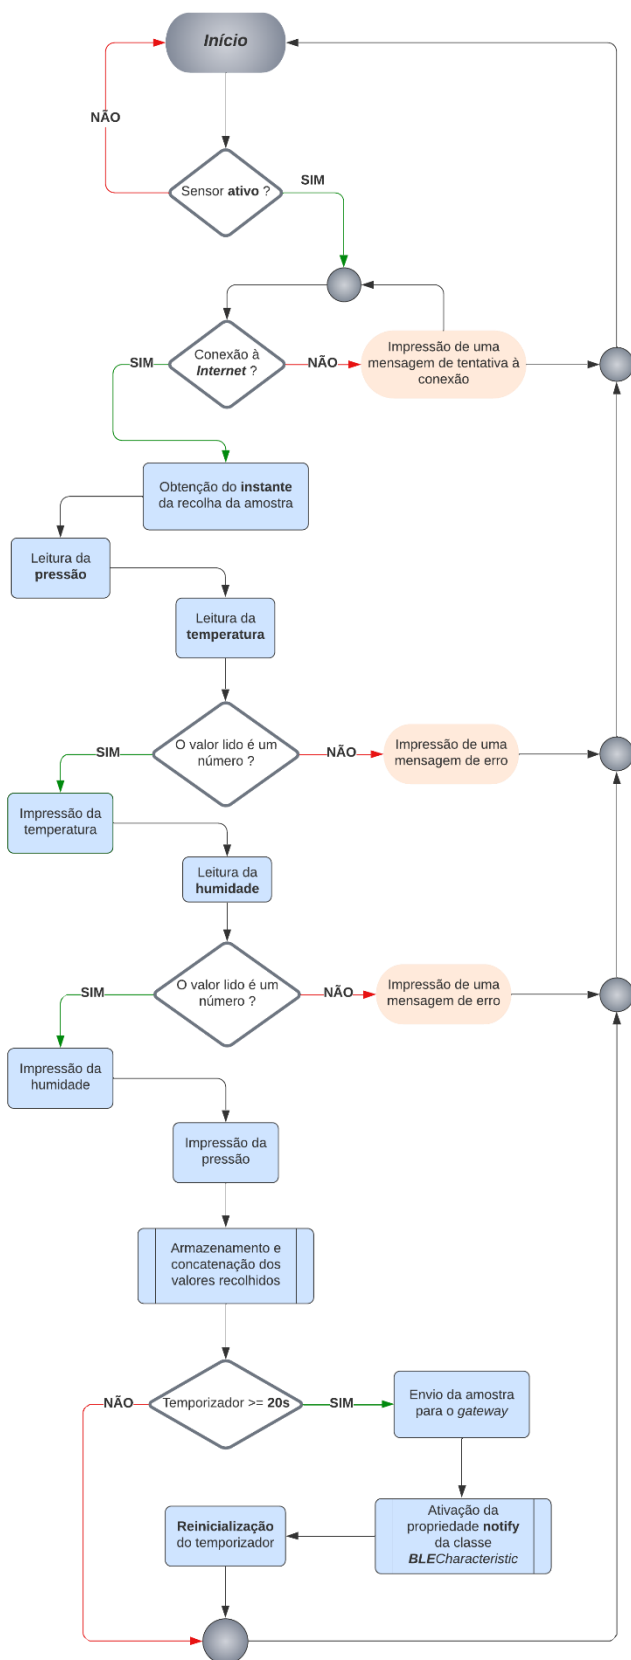 Início
NÃO
Sensor ativo ?
SIM
Conexão à
Internet ?
SIM
NÃO
Impressão de uma
mensagem de tentativa à
conexão
Obtenção do instante
da recolha da amostra
Leitura da
pressão
Leitura da
temperatura
O valor lido é um
número ?
SIM
NÃO
Impressão de uma
mensagem de erro
Impressão da
temperatura
Leitura da
humidade
O valor lido é um
número ?
SIM
NÃO
Impressão de uma
mensagem de erro
Impressão da
humidade
Impressão da
pressão
Armazenamento e
concatenação dos
valores recolhidos
Temporizador >= 20s
NÃO
SIM
Envio da amostra
para o gateway
Ativação da
propriedade notify
da classe
BLECharacteristic
Reinicialização
do temporizador